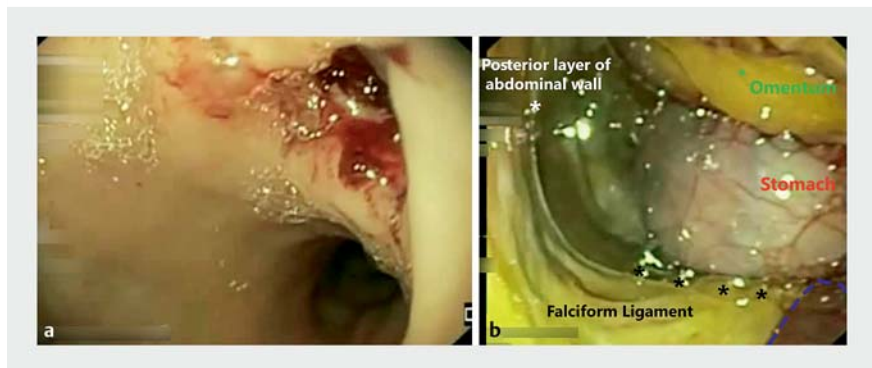 a
Posterior layer of
abdominal wall
*
Omentum
Stomach
* * * *
Falciform Ligament
b